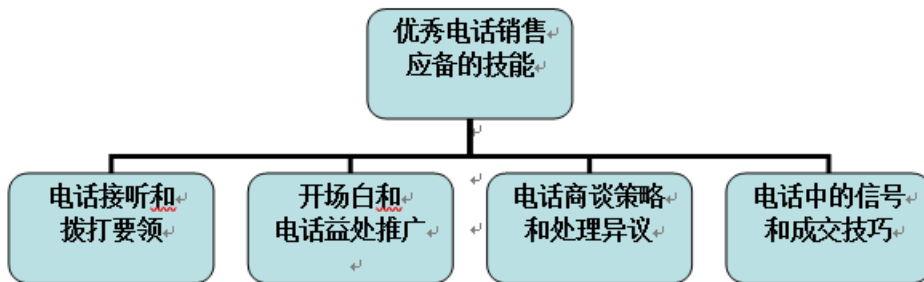 优秀电话销售
应备的技能
电话接听和
拨打要领
开场白和
电话益处推广
电话商谈策略
和处理异议
电话中的信号
和成交技巧